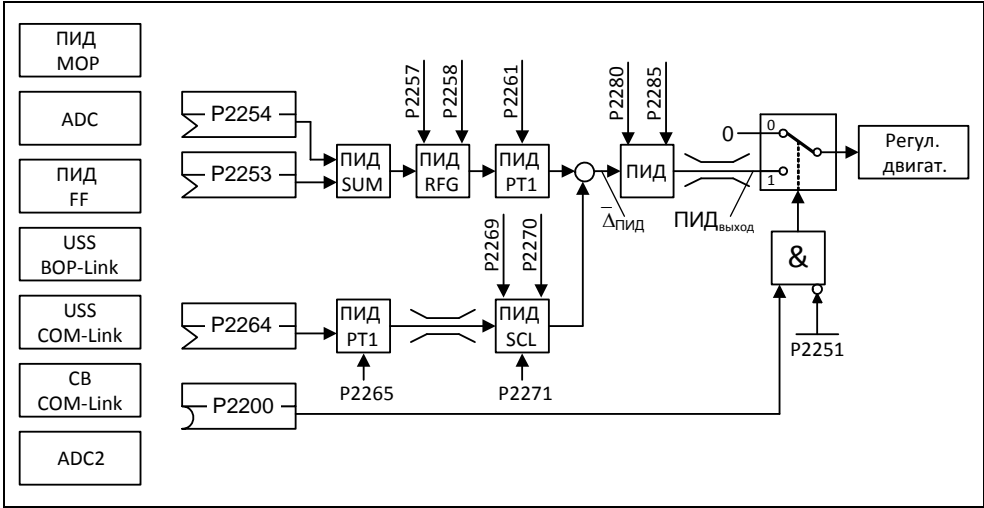 ПИД
МОР
ADC
ПИД
FF
USS
BOP-Link
USS
COM-Link
CB
COM-Link
ADC2
P2254
P2253
P2264
P2200
ПИД
SUM
P2257
P2258
ПИД
RFG
P2261
ПИД
PT1
P2280
P2285
ПИД
Δ̅ПИД
ПИДвыход
0
0
1
Регул.
двигат.
&
P2251
ПИД
PT1
P2265
P2269
P2270
ПИД
SCL
P2271